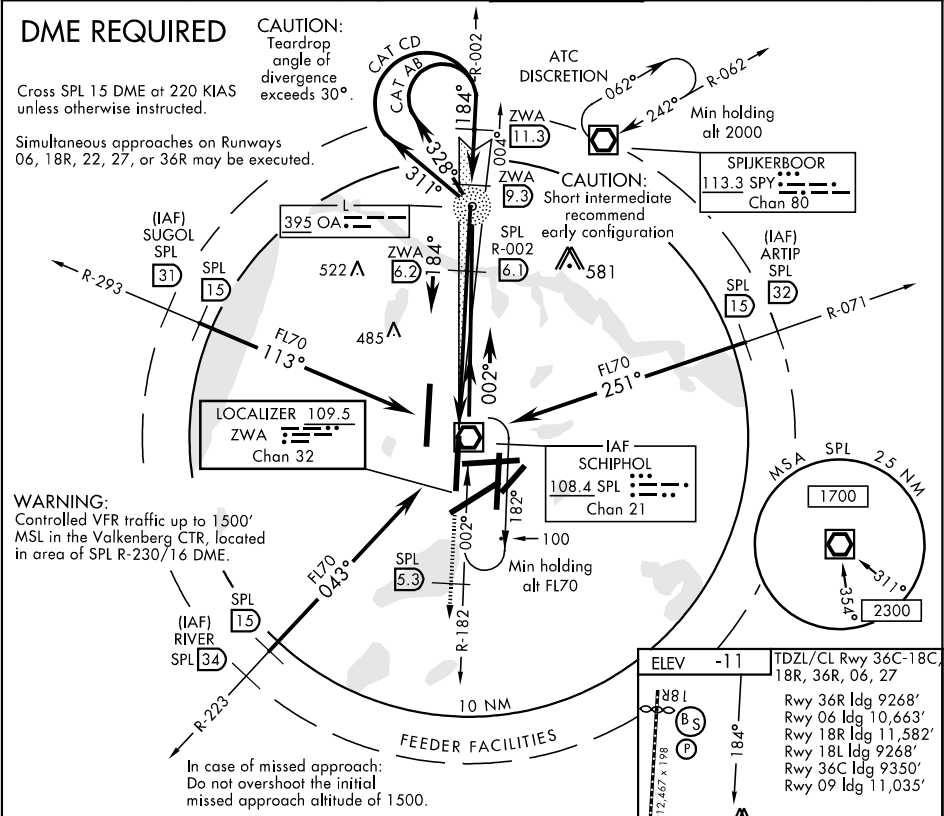 DME REQUIRED
CAUTION:
Teardrop
angle of
divergence
exceeds 30°.
Cross SPL 15 DME at 220 KIAS
unless otherwise instructed.
Simultaneous approaches on Runways
06, 18R, 22, 27, or 36R may be executed.
CAT CD
CAT AB
R-002
184°
004°
328°
311°
ATC
DISCRETION
062°
R-062
242°
Min holding
alt 2000
ZWA
11.3
ZWA
9.3
SPIJKERBOOR
113.3 SPY
Chan 80
CAUTION:
Short intermediate
recommend
early configuration
L
395 OA
184°
(IAF)
SUGOL
SPL
31
SPL
15
R-293
522
ZWA
6.2
SPL
R-002
6.1
581
(IAF)
ARTIP
SPL
32
SPL
15
R-071
485
FL70
113°
002°
FL70
251°
LOCALIZER 109.5
ZWA
Chan 32
IAF
SCHIPHOL
108.4 SPL
Chan 21
MSA SPL 25 NM
1700
311°
354°
2300
WARNING:
Controlled VFR traffic up to 1500'
MSL in the Valkenberg CTR, located
in area of SPL R-230/16 DME.
FL70
043°
002°
182°
100
Min holding
alt FL70
SPL
5.3
R-182
(IAF)
RIVER
SPL 34
SPL
15
R-223
10 NM
FEEDER FACILITIES
In case of missed approach:
Do not overshoot the initial
missed approach altitude of 1500.
ELEV -11
TDZL/CL Rwy 36C-18C,
18R, 36R, 06, 27
Rwy 36R ldg 9268'
Rwy 06 ldg 10,663'
Rwy 18R ldg 11,582'
Rwy 18L ldg 9268'
Rwy 36C ldg 9350'
Rwy 09 ldg 11,035'
18R
BS
P
184°
12,467 x 198